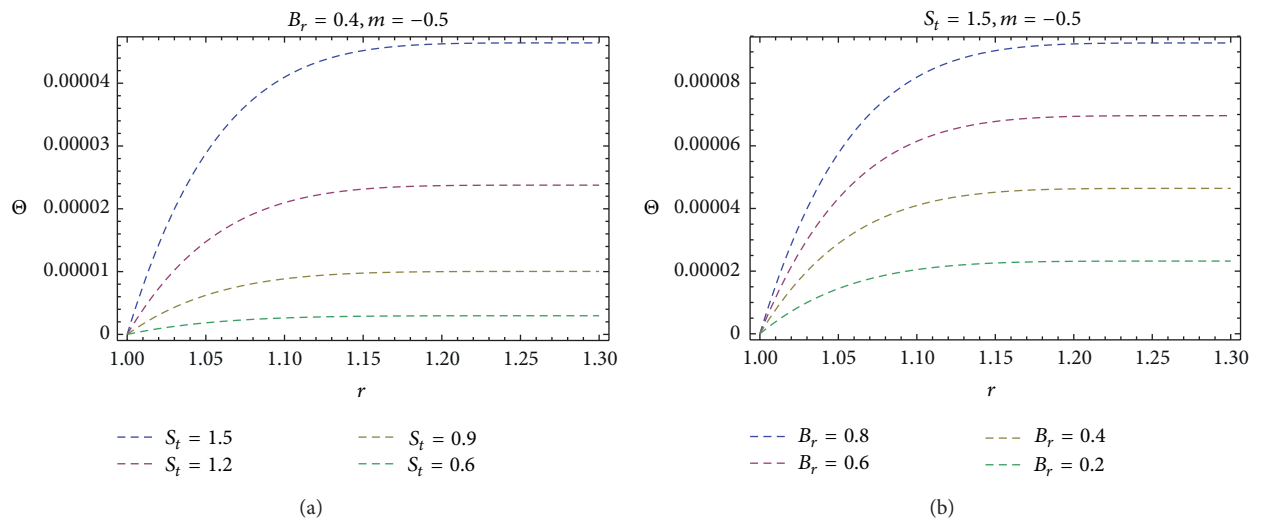 B_r = 0.4, m = −0.5
0.00004
0.00003
Θ 0.00002
0.00001
0
1.00 1.05 1.10 1.15 1.20 1.25 1.30
r
S_t = 1.5 S_t = 0.9
S_t = 1.2 S_t = 0.6
(a)
S_t = 1.5, m = −0.5
0.00008
0.00006
Θ 0.00004
0.00002
0
1.00 1.05 1.10 1.15 1.20 1.25 1.30
r
B_r = 0.8 B_r = 0.4
B_r = 0.6 B_r = 0.2
(b)